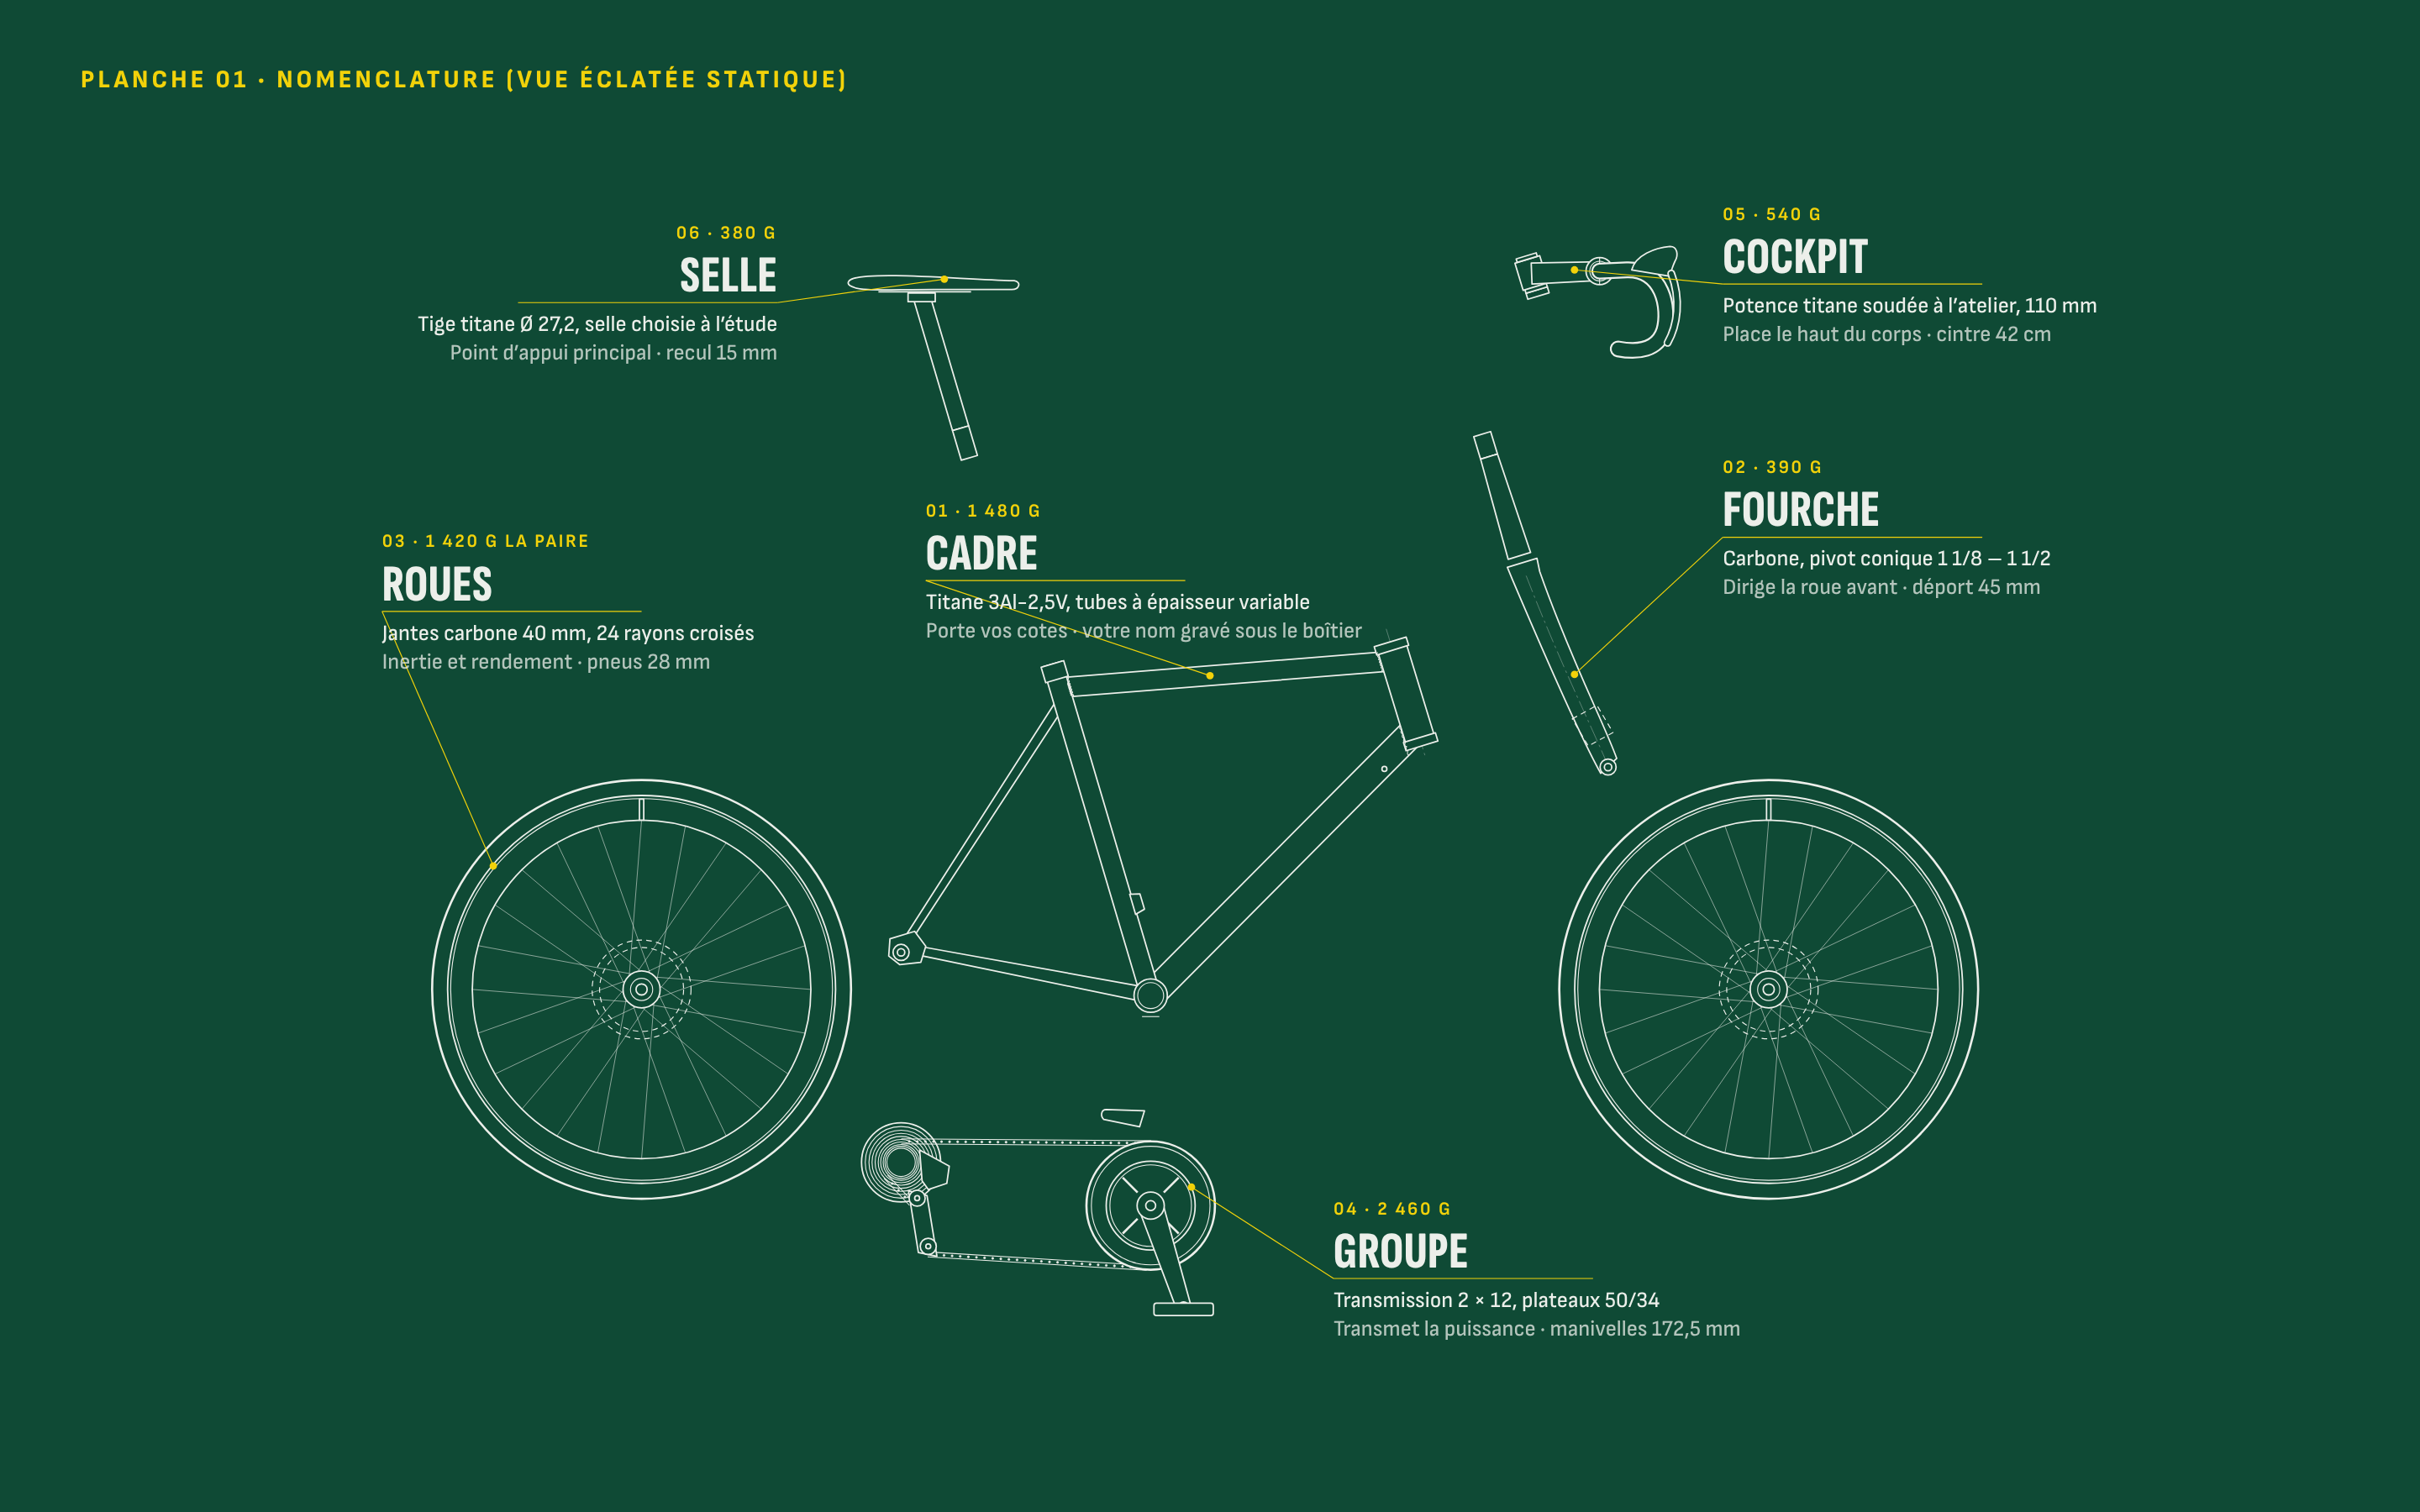 PLANCHE 01 · NOMENCLATURE (VUE ÉCLATÉE STATIQUE)
06 · 380 G
SELLE
Tige titane Ø 27,2, selle choisie à l’étude
Point d’appui principal · recul 15 mm
05 · 540 G
COCKPIT
Potence titane soudée à l’atelier, 110 mm
Place le haut du corps · cintre 42 cm
03 · 1 420 G LA PAIRE
ROUES
Jantes carbone 40 mm, 24 rayons croisés
Inertie et rendement · pneus 28 mm
01 · 1 480 G
CADRE
Titane 3Al-2,5V, tubes à épaisseur variable
Porte vos cotes · votre nom gravé sous le boîtier
02 · 390 G
FOURCHE
Carbone, pivot conique 1 1/8 – 1 1/2
Dirige la roue avant · déport 45 mm
04 · 2 460 G
GROUPE
Transmission 2 × 12, plateaux 50/34
Transmet la puissance · manivelles 172,5 mm